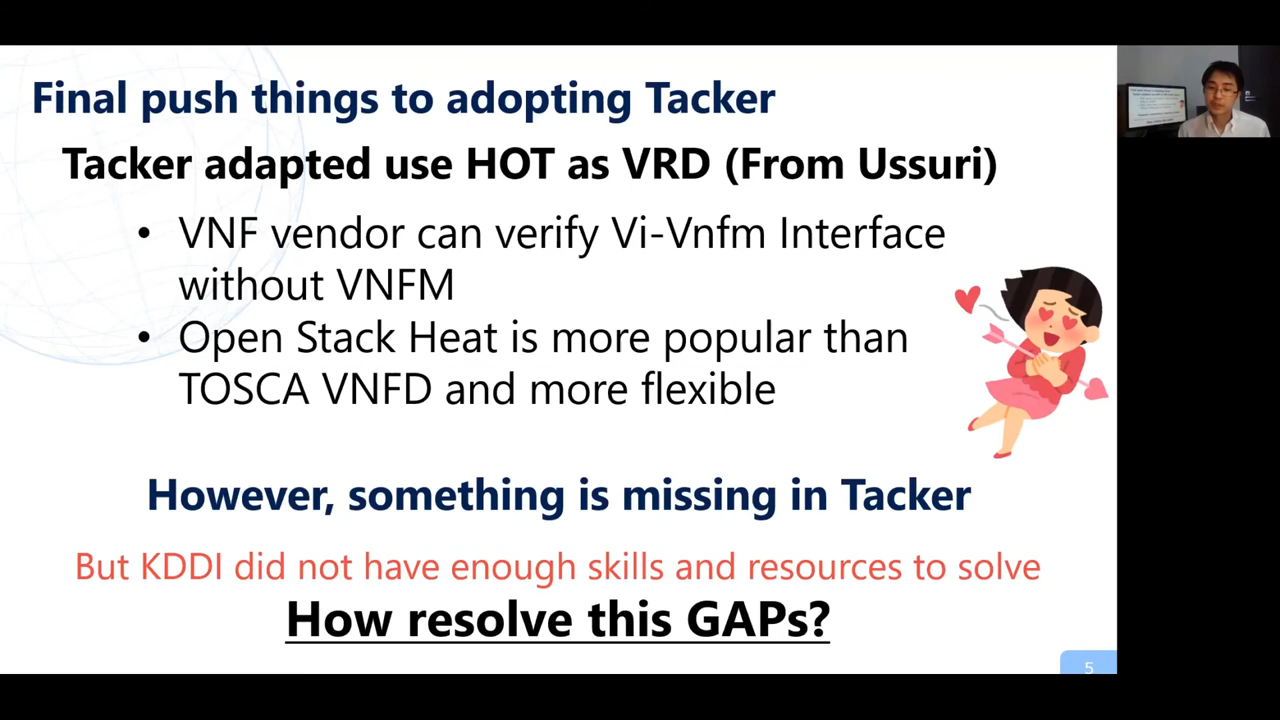 Final push things to adopting Tacker
Tacker adapted use HOT as VRD (From Ussuri)
• VNF vendor can verify Vi-Vnfm Interface
without VNFM
• Open Stack Heat is more popular than
TOSCA VNFD and more flexible
However, something is missing in Tacker
But KDDI did not have enough skills and resources to solve
How resolve this GAPs?
5